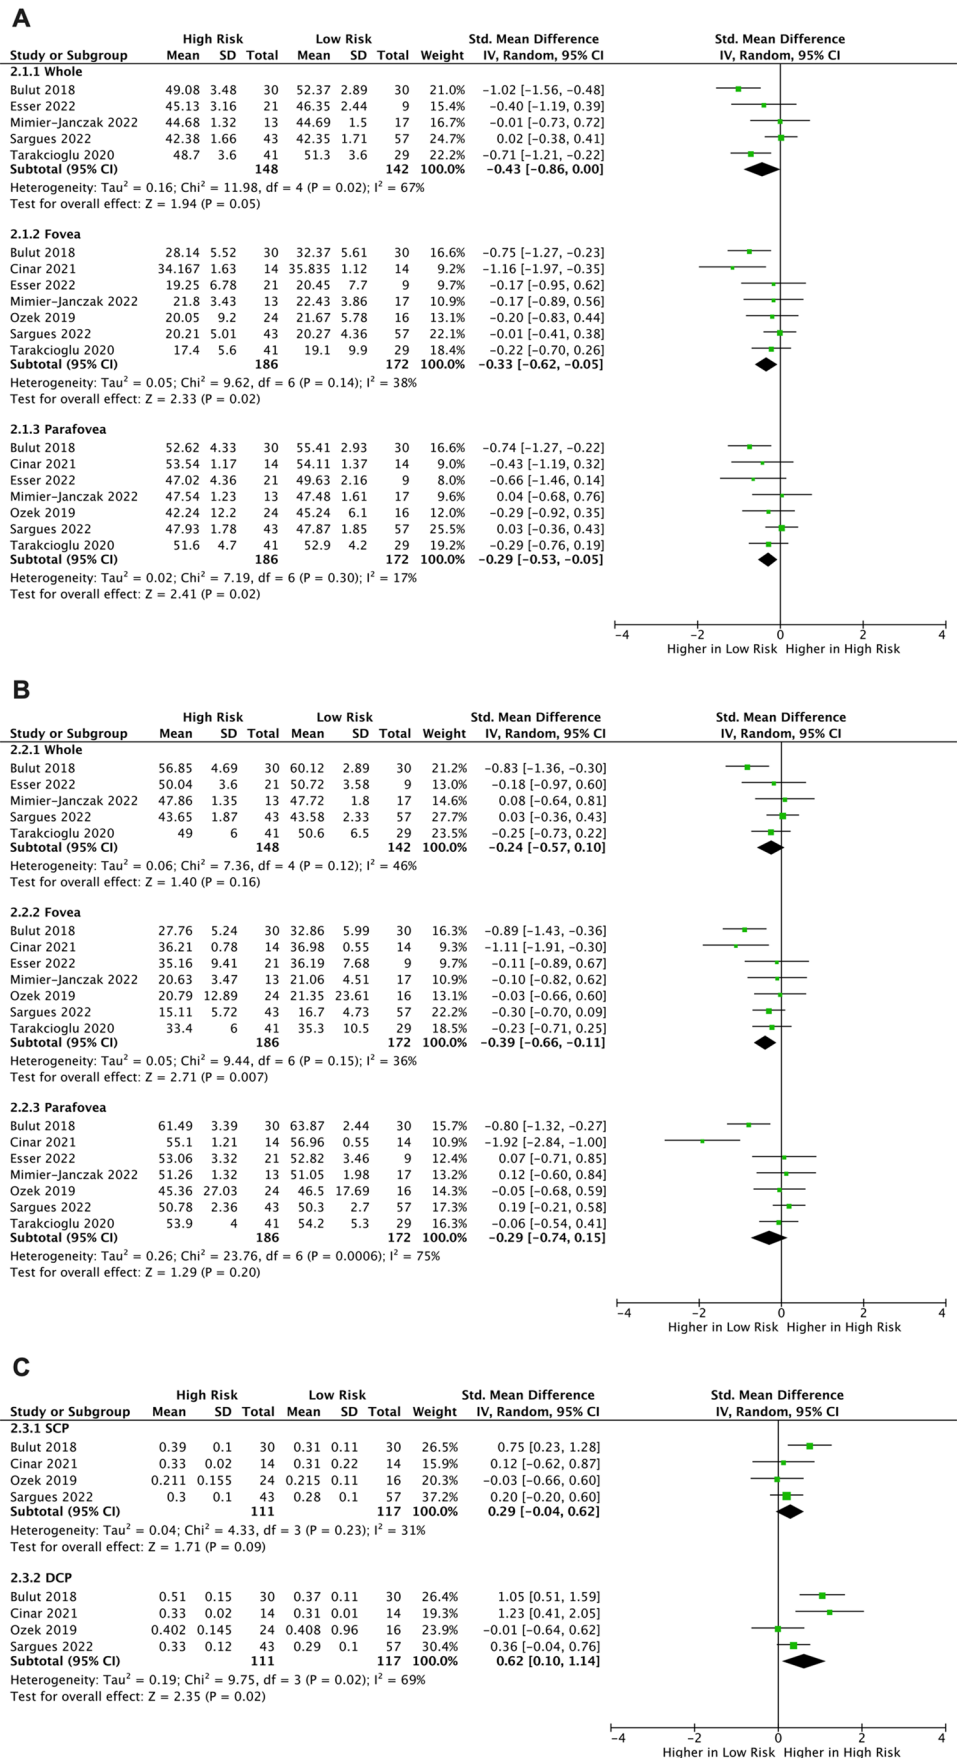 A
High Risk Low Risk Std. Mean Difference Std. Mean Difference
Study or Subgroup Mean SD Total Mean SD Total Weight IV, Random, 95% CI IV, Random, 95% CI
2.1.1 Whole
Bulut 2018 49.08 3.48 30 52.37 2.89 30 21.0% −1.02 [−1.56, −0.48]
Esser 2022 45.13 3.16 21 46.35 2.44 9 15.4% −0.40 [−1.19, 0.39]
Mimier−Janczak 2022 44.68 1.32 13 44.69 1.5 17 16.7% −0.01 [−0.73, 0.72]
Sargues 2022 42.38 1.66 43 42.35 1.71 57 24.7% 0.02 [−0.38, 0.41]
Tarakcioglu 2020 48.7 3.6 41 51.3 3.6 29 22.2% −0.71 [−1.21, −0.22]
Subtotal (95% CI) 148 142 100.0% −0.43 [−0.86, 0.00]
Heterogeneity: Tau² = 0.16; Chi² = 11.98, df = 4 (P = 0.02); I² = 67%
Test for overall effect: Z = 1.94 (P = 0.05)
2.1.2 Fovea
Bulut 2018 28.14 5.52 30 32.37 5.61 30 16.6% −0.75 [−1.27, −0.23]
Cinar 2021 34.167 1.63 14 35.835 1.12 14 9.2% −1.16 [−1.97, −0.35]
Esser 2022 19.25 6.78 21 20.45 7.7 9 9.7% −0.17 [−0.95, 0.62]
Mimier−Janczak 2022 21.8 3.43 13 22.43 3.86 17 10.9% −0.17 [−0.89, 0.56]
Ozek 2019 20.05 9.2 24 21.67 5.78 16 13.1% −0.20 [−0.83, 0.44]
Sargues 2022 20.21 5.01 43 20.27 4.36 57 22.1% −0.01 [−0.41, 0.38]
Tarakcioglu 2020 17.4 5.6 41 19.1 9.9 29 18.4% −0.22 [−0.70, 0.26]
Subtotal (95% CI) 186 172 100.0% −0.33 [−0.62, −0.05]
Heterogeneity: Tau² = 0.05; Chi² = 9.62, df = 6 (P = 0.14); I² = 38%
Test for overall effect: Z = 2.33 (P = 0.02)
2.1.3 Parafovea
Bulut 2018 52.62 4.33 30 55.41 2.93 30 16.6% −0.74 [−1.27, −0.22]
Cinar 2021 53.54 1.17 14 54.11 1.37 14 9.0% −0.43 [−1.19, 0.32]
Esser 2022 47.02 4.36 21 49.63 2.16 9 8.0% −0.66 [−1.46, 0.14]
Mimier−Janczak 2022 47.54 1.23 13 47.48 1.61 17 9.6% 0.04 [−0.68, 0.76]
Ozek 2019 42.24 12.2 24 45.24 6.1 16 12.0% −0.29 [−0.92, 0.35]
Sargues 2022 47.93 1.78 43 47.87 1.85 57 25.5% 0.03 [−0.36, 0.43]
Tarakcioglu 2020 51.6 4.7 41 52.9 4.2 29 19.2% −0.29 [−0.76, 0.19]
Subtotal (95% CI) 186 172 100.0% −0.29 [−0.53, −0.05]
Heterogeneity: Tau² = 0.02; Chi² = 7.19, df = 6 (P = 0.30); I² = 17%
Test for overall effect: Z = 2.41 (P = 0.02)
−4 −2 0 2 4
Higher in Low Risk Higher in High Risk
B
High Risk Low Risk Std. Mean Difference Std. Mean Difference
Study or Subgroup Mean SD Total Mean SD Total Weight IV, Random, 95% CI IV, Random, 95% CI
2.2.1 Whole
Bulut 2018 56.85 4.69 30 60.12 2.89 30 21.2% −0.83 [−1.36, −0.30]
Esser 2022 50.04 3.6 21 50.72 3.58 9 13.0% −0.18 [−0.97, 0.60]
Mimier−Janczak 2022 47.86 1.35 13 47.72 1.8 17 14.6% 0.08 [−0.64, 0.81]
Sargues 2022 43.65 1.87 43 43.58 2.33 57 27.7% 0.03 [−0.36, 0.43]
Tarakcioglu 2020 49 6 41 50.6 6.5 29 23.5% −0.25 [−0.73, 0.22]
Subtotal (95% CI) 148 142 100.0% −0.24 [−0.57, 0.10]
Heterogeneity: Tau² = 0.06; Chi² = 7.36, df = 4 (P = 0.12); I² = 46%
Test for overall effect: Z = 1.40 (P = 0.16)
2.2.2 Fovea
Bulut 2018 27.76 5.24 30 32.86 5.99 30 16.3% −0.89 [−1.43, −0.36]
Cinar 2021 36.21 0.78 14 36.98 0.55 14 9.3% −1.11 [−1.91, −0.30]
Esser 2022 35.16 9.41 21 36.19 7.68 9 9.7% −0.11 [−0.89, 0.67]
Mimier−Janczak 2022 20.63 3.47 13 21.06 4.51 17 10.9% −0.10 [−0.82, 0.62]
Ozek 2019 20.79 12.89 24 21.35 23.61 16 13.1% −0.03 [−0.66, 0.60]
Sargues 2022 15.11 5.72 43 16.7 4.73 57 22.2% −0.30 [−0.70, 0.09]
Tarakcioglu 2020 33.4 6 41 35.3 10.5 29 18.5% −0.23 [−0.71, 0.25]
Subtotal (95% CI) 186 172 100.0% −0.39 [−0.66, −0.11]
Heterogeneity: Tau² = 0.05; Chi² = 9.44, df = 6 (P = 0.15); I² = 36%
Test for overall effect: Z = 2.71 (P = 0.007)
2.2.3 Parafovea
Bulut 2018 61.49 3.39 30 63.87 2.44 30 15.7% −0.80 [−1.32, −0.27]
Cinar 2021 55.1 1.21 14 56.96 0.55 14 10.9% −1.92 [−2.84, −1.00]
Esser 2022 53.06 3.32 21 52.82 3.46 9 12.4% 0.07 [−0.71, 0.85]
Mimier−Janczak 2022 51.26 1.32 13 51.05 1.98 17 13.2% 0.12 [−0.60, 0.84]
Ozek 2019 45.36 27.03 24 46.5 17.69 16 14.3% −0.05 [−0.68, 0.59]
Sargues 2022 50.78 2.36 43 50.3 2.7 57 17.3% 0.19 [−0.21, 0.58]
Tarakcioglu 2020 53.9 4 41 54.2 5.3 29 16.3% −0.06 [−0.54, 0.41]
Subtotal (95% CI) 186 172 100.0% −0.29 [−0.74, 0.15]
Heterogeneity: Tau² = 0.26; Chi² = 23.76, df = 6 (P = 0.0006); I² = 75%
Test for overall effect: Z = 1.29 (P = 0.20)
−4 −2 0 2 4
Higher in Low Risk Higher in High Risk
C
High Risk Low Risk Std. Mean Difference Std. Mean Difference
Study or Subgroup Mean SD Total Mean SD Total Weight IV, Random, 95% CI IV, Random, 95% CI
2.3.1 SCP
Bulut 2018 0.39 0.1 30 0.31 0.11 30 26.5% 0.75 [0.23, 1.28]
Cinar 2021 0.33 0.02 14 0.31 0.22 14 15.9% 0.12 [−0.62, 0.87]
Ozek 2019 0.211 0.155 24 0.215 0.11 16 20.3% −0.03 [−0.66, 0.60]
Sargues 2022 0.3 0.1 43 0.28 0.1 57 37.2% 0.20 [−0.20, 0.60]
Subtotal (95% CI) 111 117 100.0% 0.29 [−0.04, 0.62]
Heterogeneity: Tau² = 0.04; Chi² = 4.33, df = 3 (P = 0.23); I² = 31%
Test for overall effect: Z = 1.71 (P = 0.09)
2.3.2 DCP
Bulut 2018 0.51 0.15 30 0.37 0.11 30 26.4% 1.05 [0.51, 1.59]
Cinar 2021 0.33 0.02 14 0.31 0.01 14 19.3% 1.23 [0.41, 2.05]
Ozek 2019 0.402 0.145 24 0.408 0.96 16 23.9% −0.01 [−0.64, 0.62]
Sargues 2022 0.33 0.12 43 0.29 0.1 57 30.4% 0.36 [−0.04, 0.76]
Subtotal (95% CI) 111 117 100.0% 0.62 [0.10, 1.14]
Heterogeneity: Tau² = 0.19; Chi² = 9.75, df = 3 (P = 0.02); I² = 69%
Test for overall effect: Z = 2.35 (P = 0.02)
−4 −2 0 2 4
Higher in Low Risk Higher in High Risk